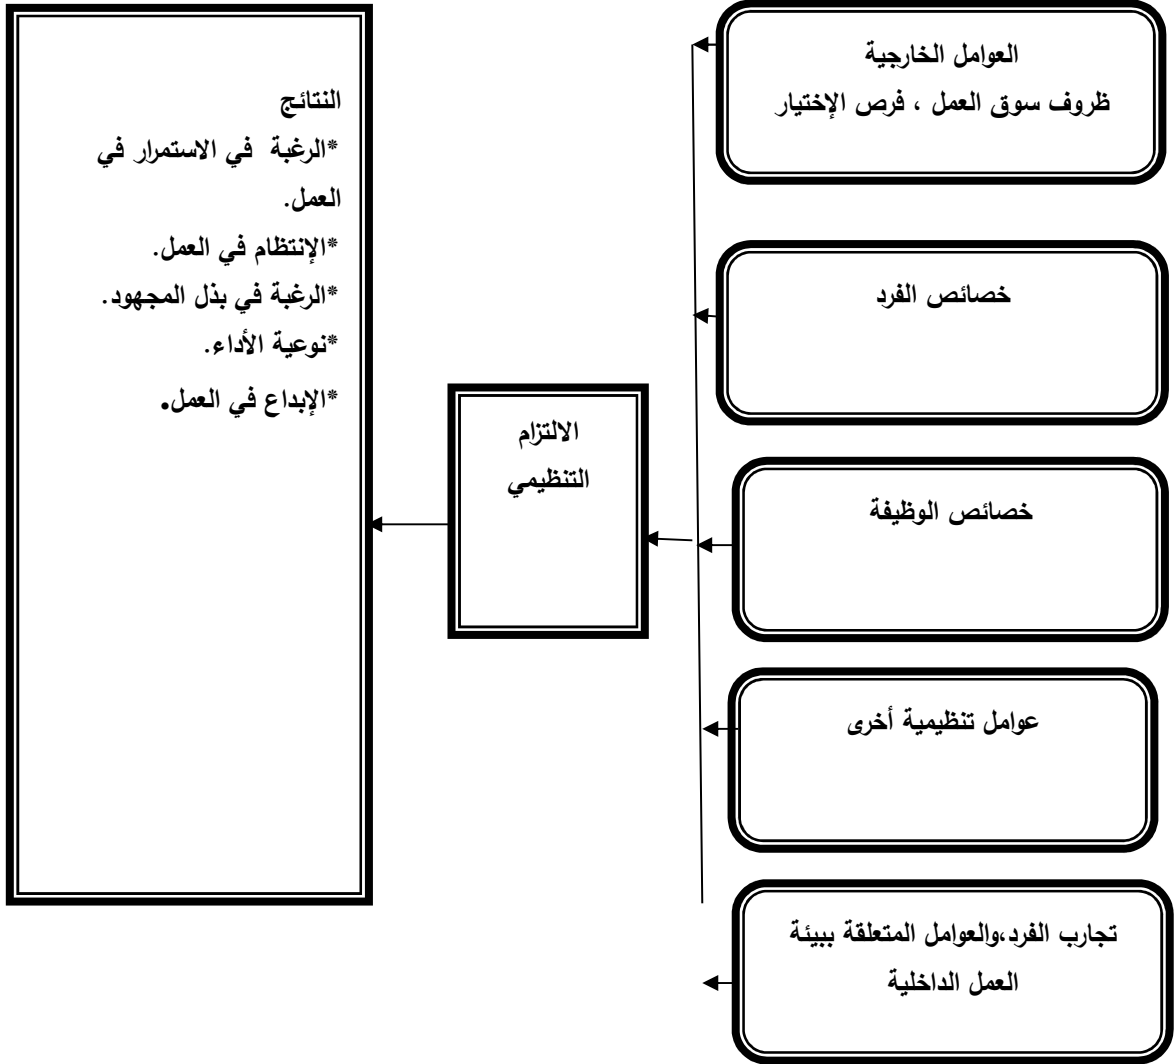 العوامل الخارجية
ظروف سوق العمل ، فرص الإختيار
خصائص الفرد
خصائص الوظيفة
عوامل تنظيمية أخرى
تجارب الفرد،والعوامل المتعلقة ببيئة
العمل الداخلية
الالتزام
التنظيمي
النتائج
*الرغبة في الاستمرار في
العمل.
*الإنتظام في العمل.
*الرغبة في بذل المجهود.
*نوعية الأداء.
*الإبداع في العمل.